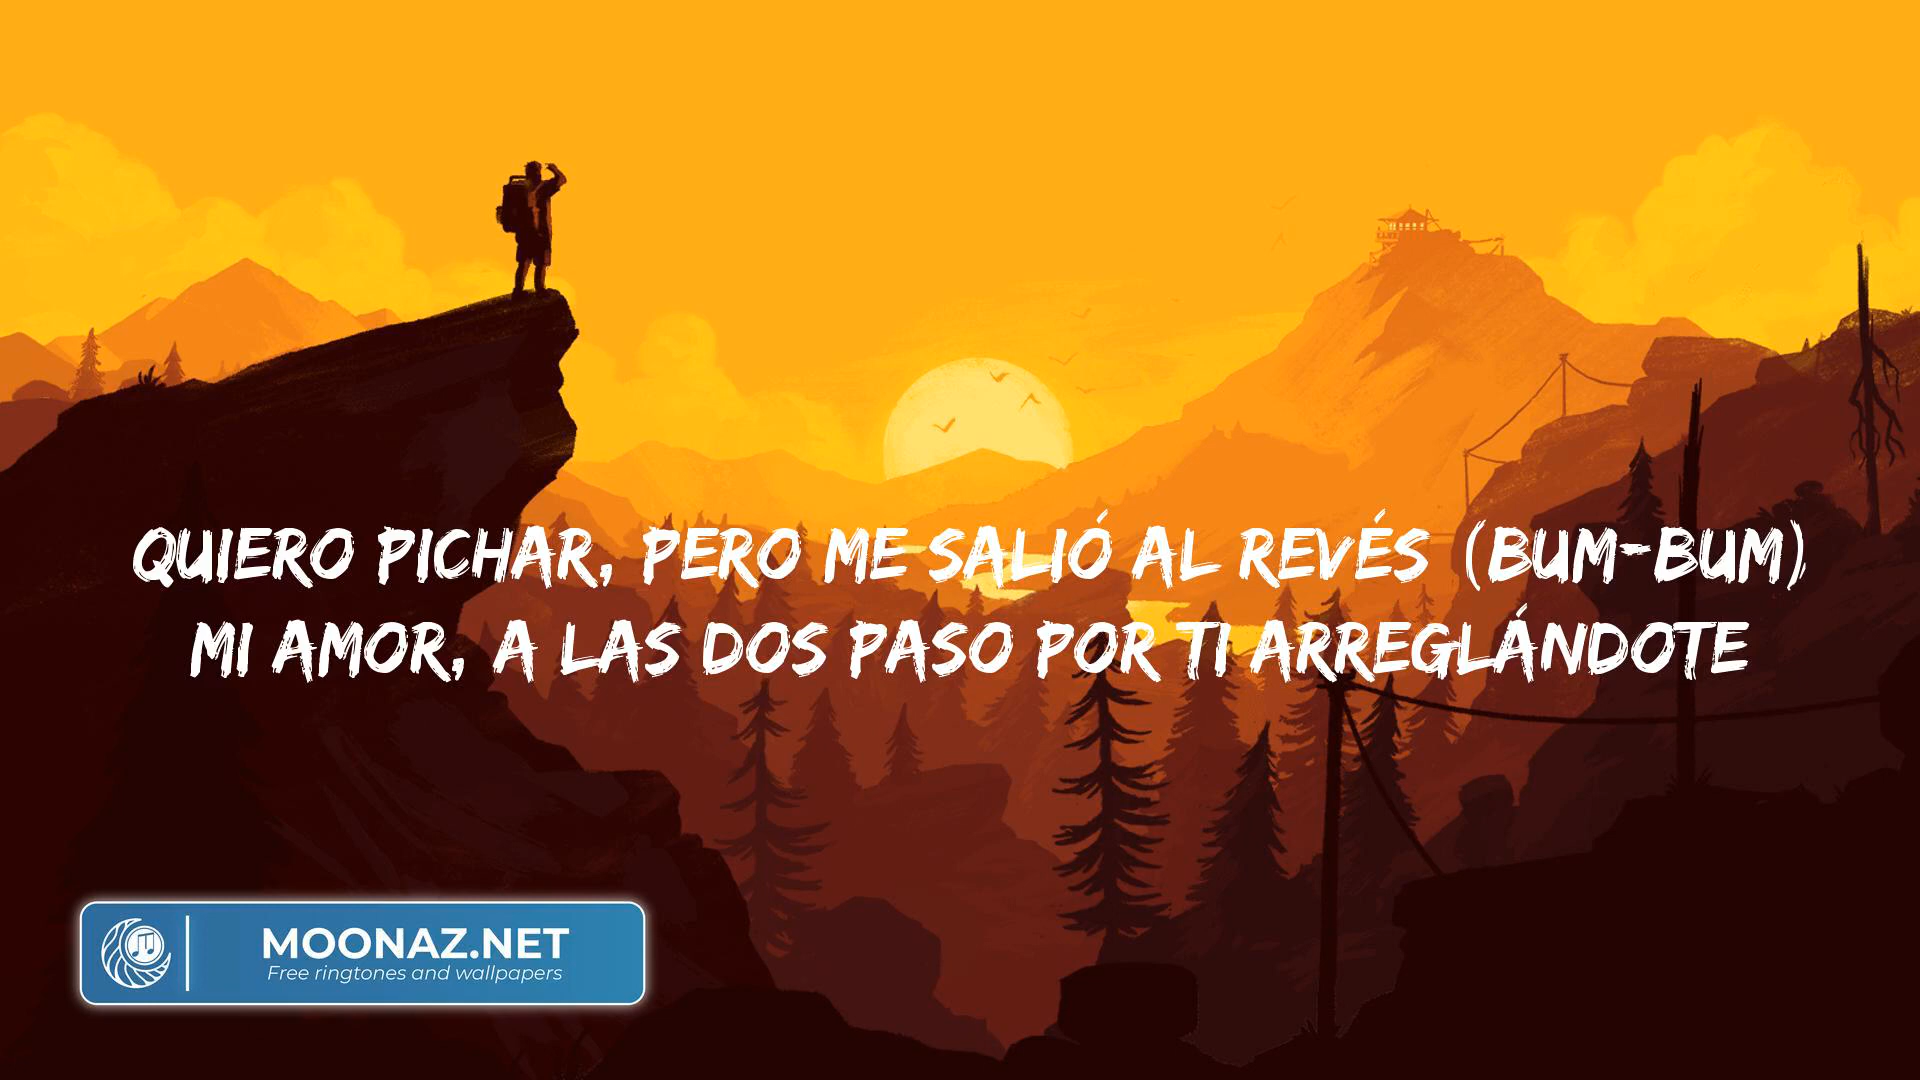 QUIERO PICHAR, PERO ME SALIÓ AL REVÉS (BUM-BUM)
MI AMOR, A LAS DOS PASO POR TI ARREGLÁNDOTE
MOONAZ.NET
Free ringtones and wallpapers